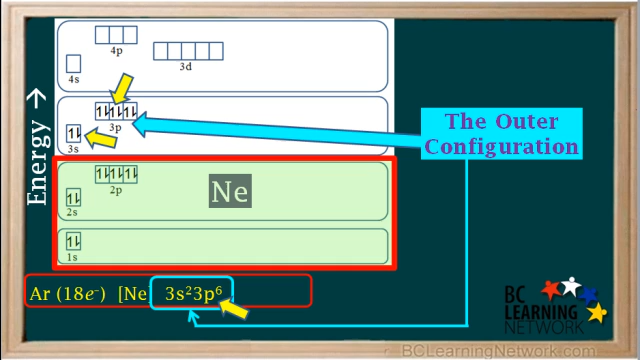 4p
3d
4s
3p
3s
Energy →
The Outer
Configuration
2p
Ne
2s
1s
Ar (18e⁻) [Ne] 3s²3p⁶
BC
LEARNING
NETWORK
BCLearningNetwork.com